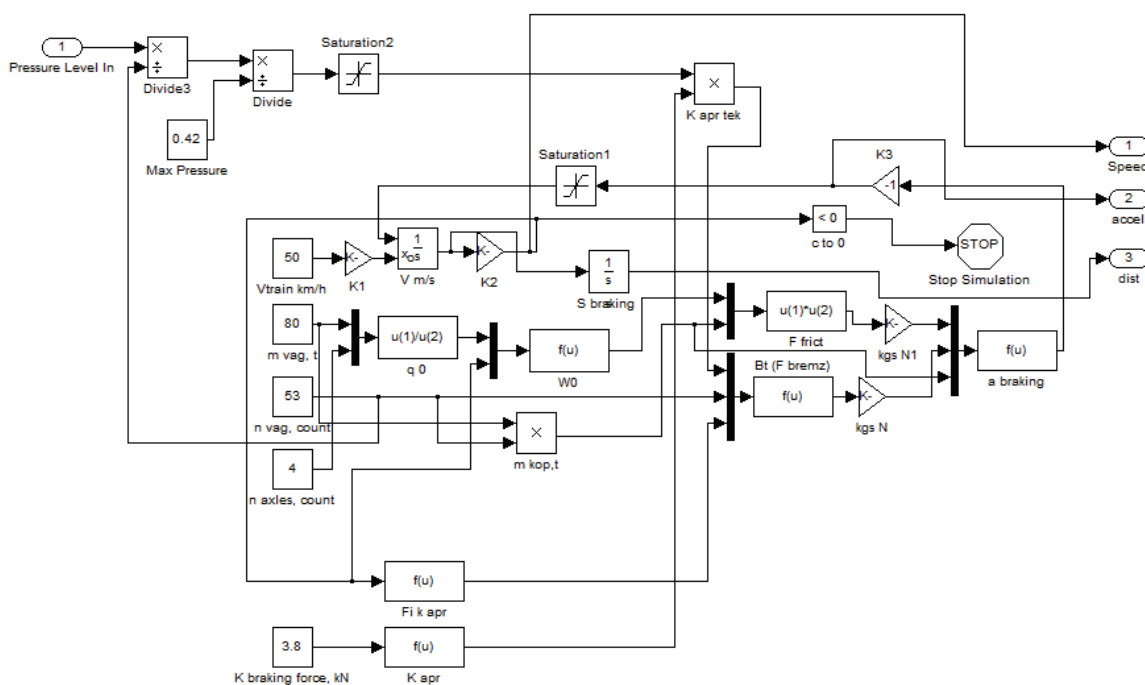 1
Pressure Level In
×
÷
Divide3
×
÷
Divide
Saturation2
0.42
Max Pressure
×
K apr tek
1
Speed
Saturation1
K3
-1
2
accel
< 0
c to 0
STOP
Stop Simulation
3
dist
50
Vtrain km/h
K-
K1
1
xo s
V m/s
K-
K2
1
s
S braking
80
m vag, t
u(1)/u(2)
q 0
f(u)
W0
u(1)*u(2)
F frict
K-
kgs N1
f(u)
a braking
Bt (F bremz)
f(u)
K-
kgs N
53
n vag, count
×
m kop,t
4
n axles, count
f(u)
Fi k apr
3.8
K braking force, kN
f(u)
K apr